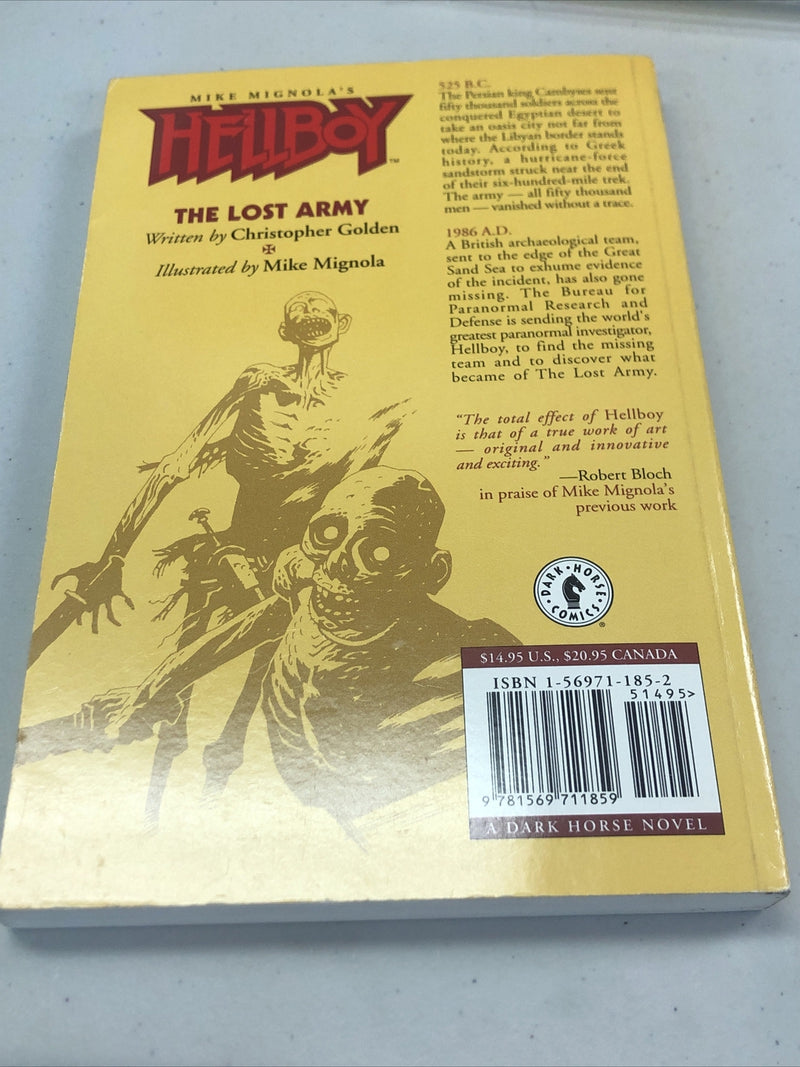 MIKE MIGNOLA'S
HELLBOY™
THE LOST ARMY
Written by Christopher Golden
Illustrated by Mike Mignola
525 B.C.
The Persian king Cambyses sent
fifty thousand soldiers across the
conquered Egyptian desert to
take an oasis city not far from
where the Libyan border stands
today. According to Greek
history, a hurricane-force
sandstorm struck near the end
of their six-hundred-mile trek.
The army — all fifty thousand
men — vanished without a trace.
1986 A.D.
A British archaeological team,
sent to the edge of the Great
Sand Sea to exhume evidence
of the incident, has also gone
missing. The Bureau for
Paranormal Research and
Defense is sending the world's
greatest paranormal investigator,
Hellboy, to find the missing
team and to discover what
became of The Lost Army.
"The total effect of Hellboy
is that of a true work of art
— original and innovative
and exciting."
—Robert Bloch
in praise of Mike Mignola's
previous work
DARK HORSE COMICS®
$14.95 U.S., $20.95 CANADA
ISBN 1-56971-185-2
51495>
9 781569 711859
A DARK HORSE NOVEL